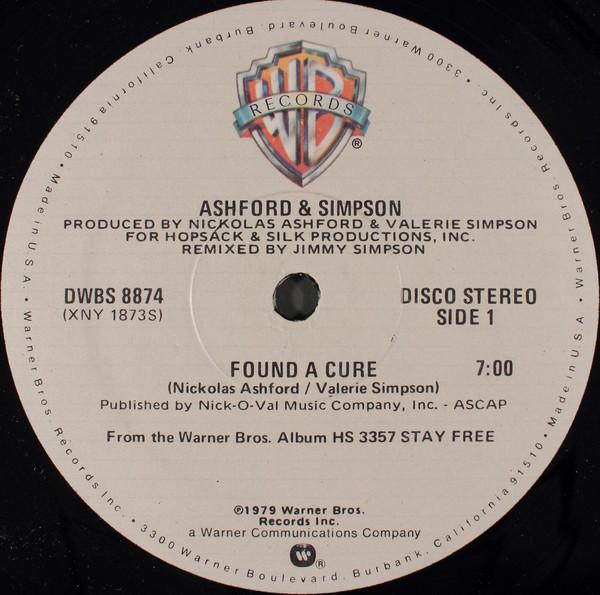 WB
RECORDS
®
ASHFORD & SIMPSON
PRODUCED BY NICKOLAS ASHFORD & VALERIE SIMPSON
FOR HOPSACK & SILK PRODUCTIONS, INC.
REMIXED BY JIMMY SIMPSON
DWBS 8874
(XNY 1873S)
DISCO STEREO
SIDE 1
FOUND A CURE 7:00
(Nickolas Ashford / Valerie Simpson)
Published by Nick-O-Val Music Company, Inc. - ASCAP
From the Warner Bros. Album HS 3357 STAY FREE
℗1979 Warner Bros.
Records Inc.
a Warner Communications Company
®
Warner Bros. Records Inc. • 3300 Warner Boulevard, Burbank, California 91510 • Made in U.S.A. • Warner Bros. Records Inc. • 3300 Warner Boulevard, Burbank, California 91510 • Made in U.S.A. •